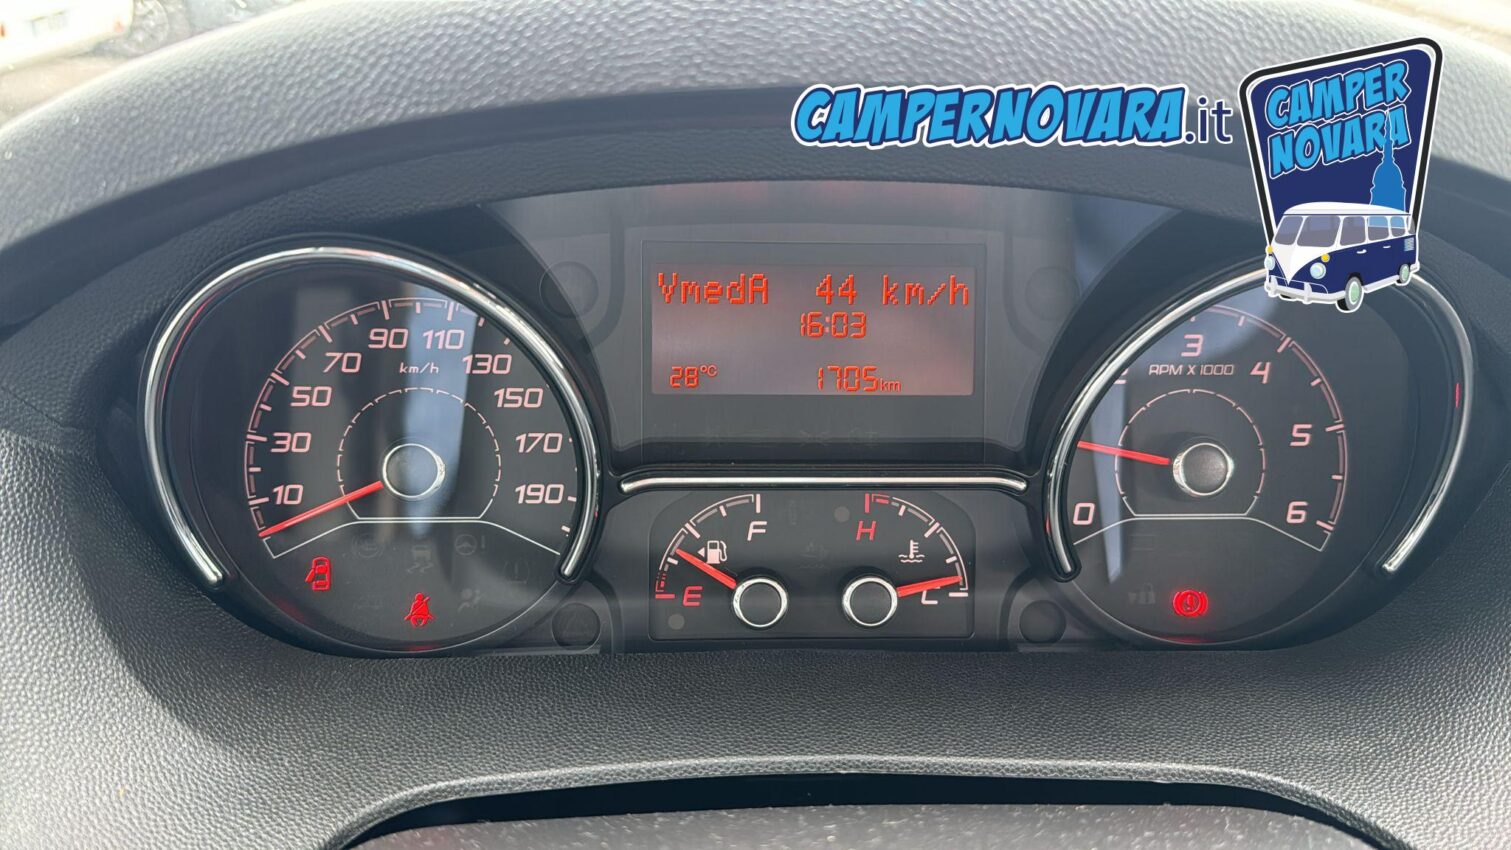 CAMPERNOVARA.it
CAMPER
NOVARA
VmedA 44 km/h
16:03
28°C 1705km
10
30
50
70
90
110
130
150
170
190
km/h
F
E
H
C
0
3
4
5
6
RPM X 1000